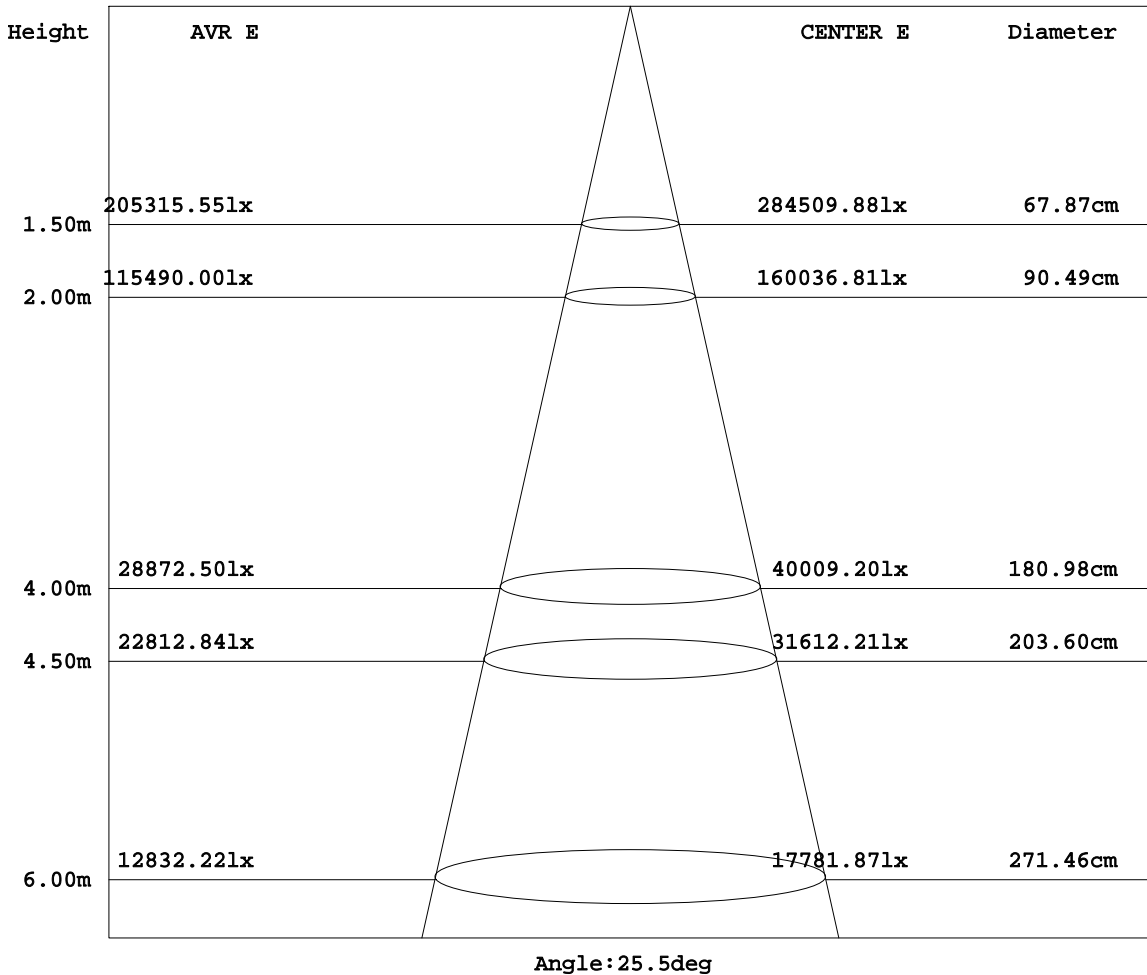 Height AVR E CENTER E Diameter
205315.55lx 284509.88lx 67.87cm
1.50m
115490.00lx 160036.81lx 90.49cm
2.00m
28872.50lx 40009.20lx 180.98cm
4.00m
22812.84lx 31612.21lx 203.60cm
4.50m
12832.22lx 17781.87lx 271.46cm
6.00m
Angle:25.5deg